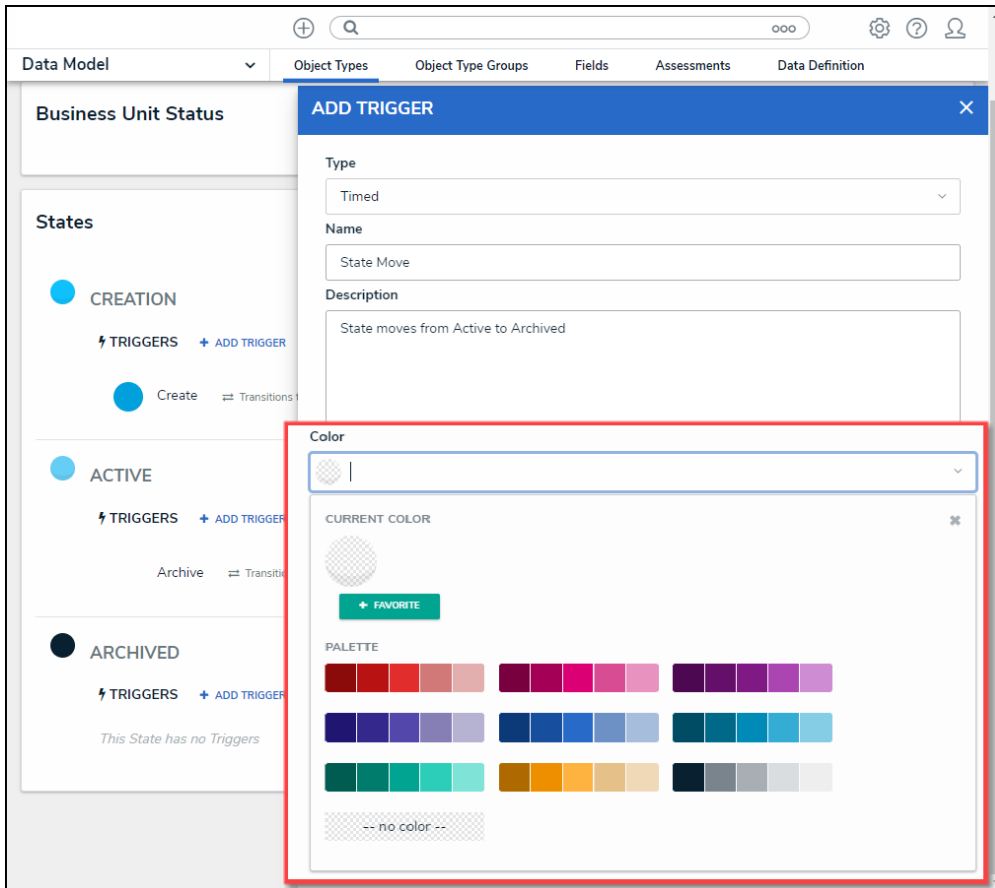 Data Model
Object Types
Object Type Groups
Fields
Assessments
Data Definition
Business Unit Status
States
CREATION
TRIGGERS + ADD TRIGGER
Create Transitions t
ACTIVE
TRIGGERS + ADD TRIGGER
Archive Transitio
ARCHIVED
TRIGGERS + ADD TRIGGER
This State has no Triggers
ADD TRIGGER
Type
Timed
Name
State Move
Description
State moves from Active to Archived
Color
CURRENT COLOR
+ FAVORITE
PALETTE
-- no color --